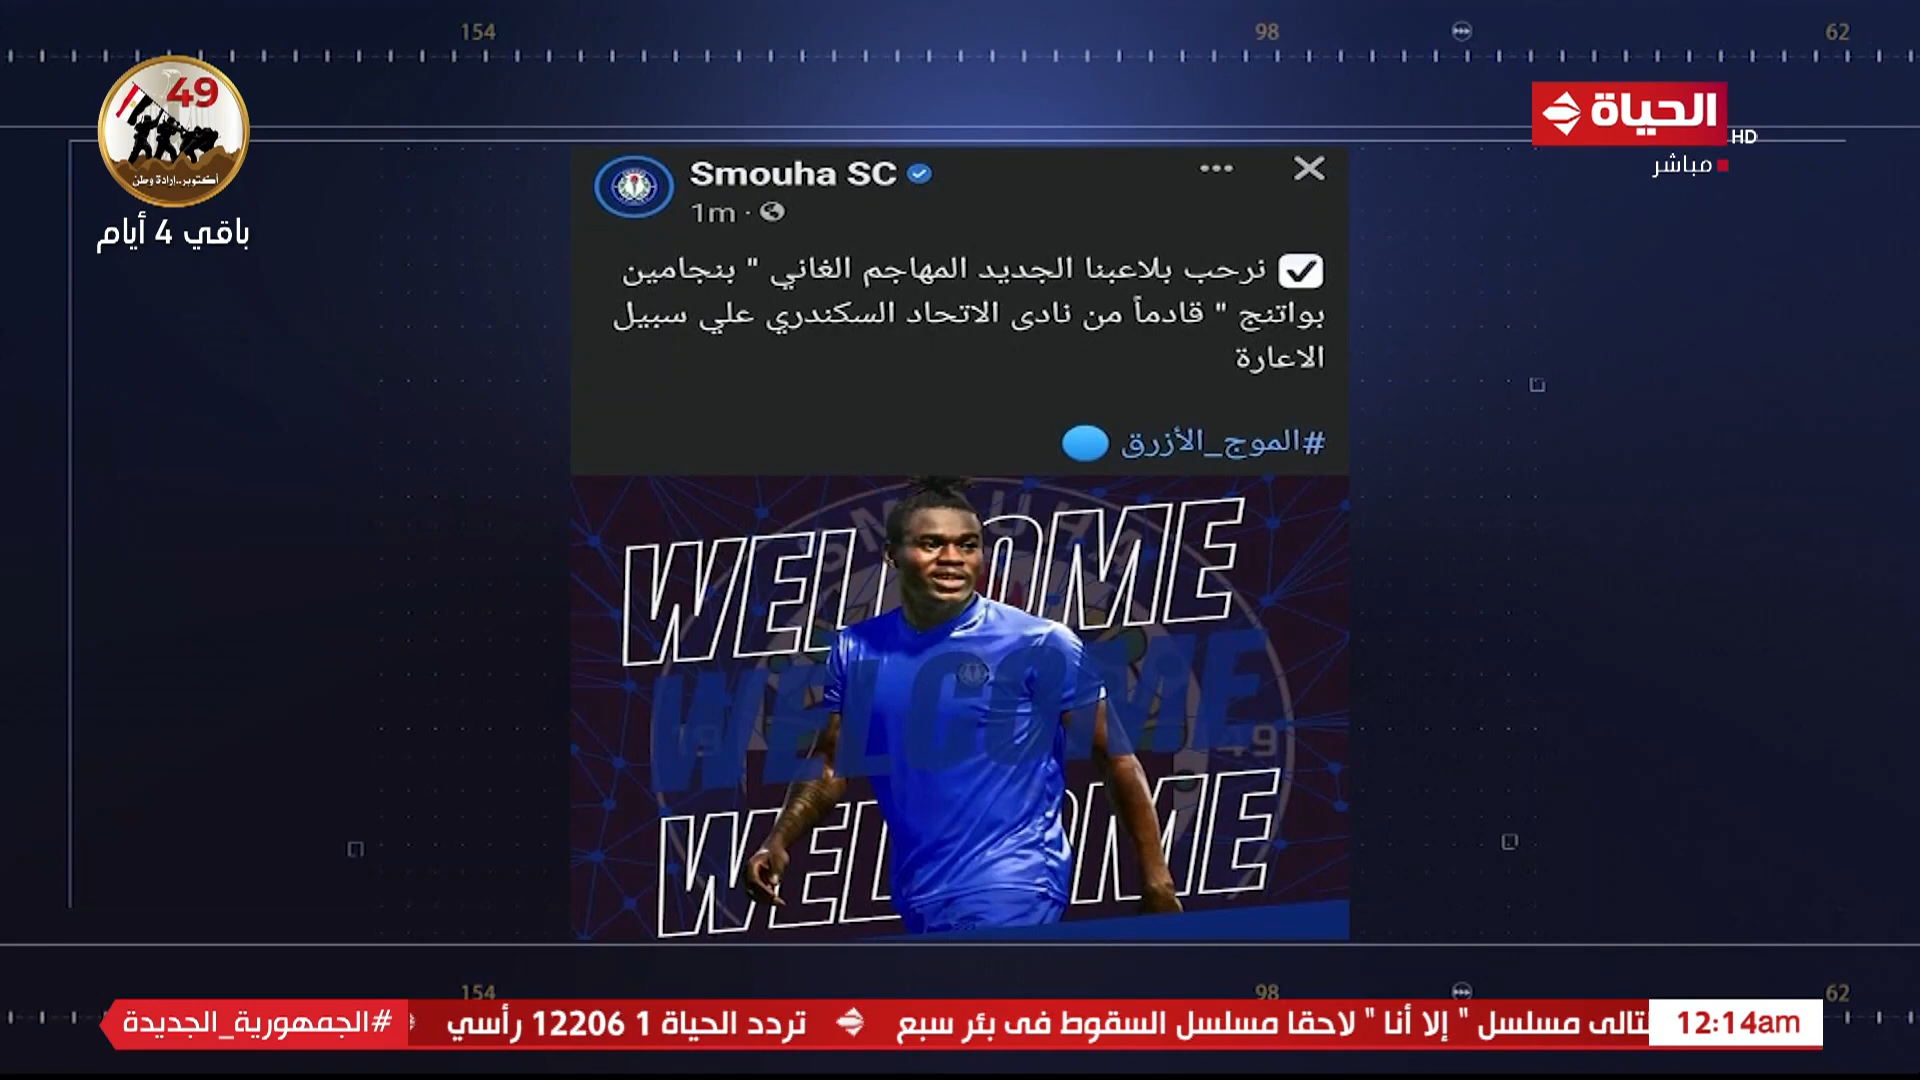 154 98 62
49
أكتوبر..إرادة وطن
باقي 4 أيام
الحياة
HD
مباشر
Smouha SC
1m ·
نرحب بلاعبنا الجديد المهاجم الغاني " بنجامين
بواتنج " قادماً من نادى الاتحاد السكندري علي سبيل
الاعارة
#الموج_الأزرق
WELCOME
WELCOME
49
WELCOME
154 98 62
12:14am
لتالى مسلسل " إلا أنا " لاحقا مسلسل السقوط فى بئر سبع
تردد الحياة 1 12206 رأسي
#الجمهورية_الجديدة